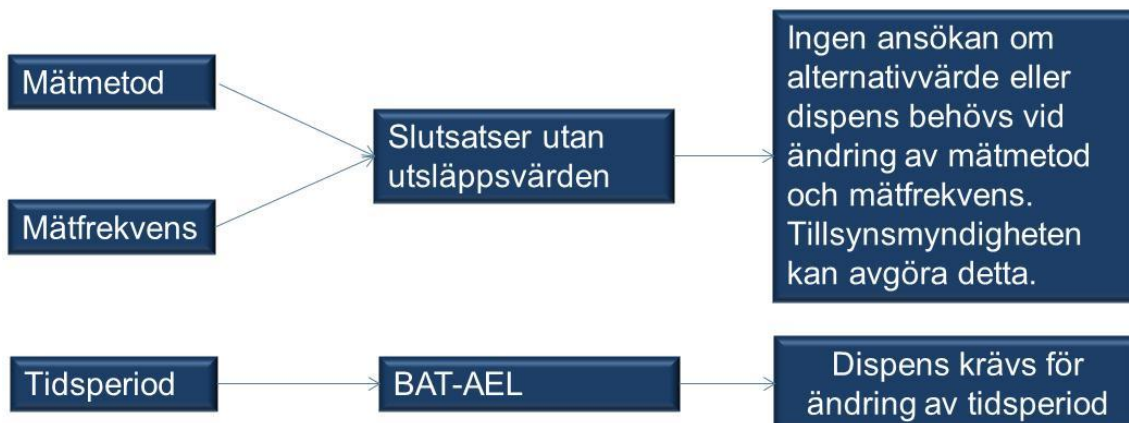 Mätmetod
Mätfrekvens
Slutsatser utan
utsläppsvärden
Ingen ansökan om
alternativvärde eller
dispens behövs vid
ändring av mätmetod
och mätfrekvens.
Tillsynsmyndigheten
kan avgöra detta.
Tidsperiod
BAT-AEL
Dispens krävs för
ändring av tidsperiod